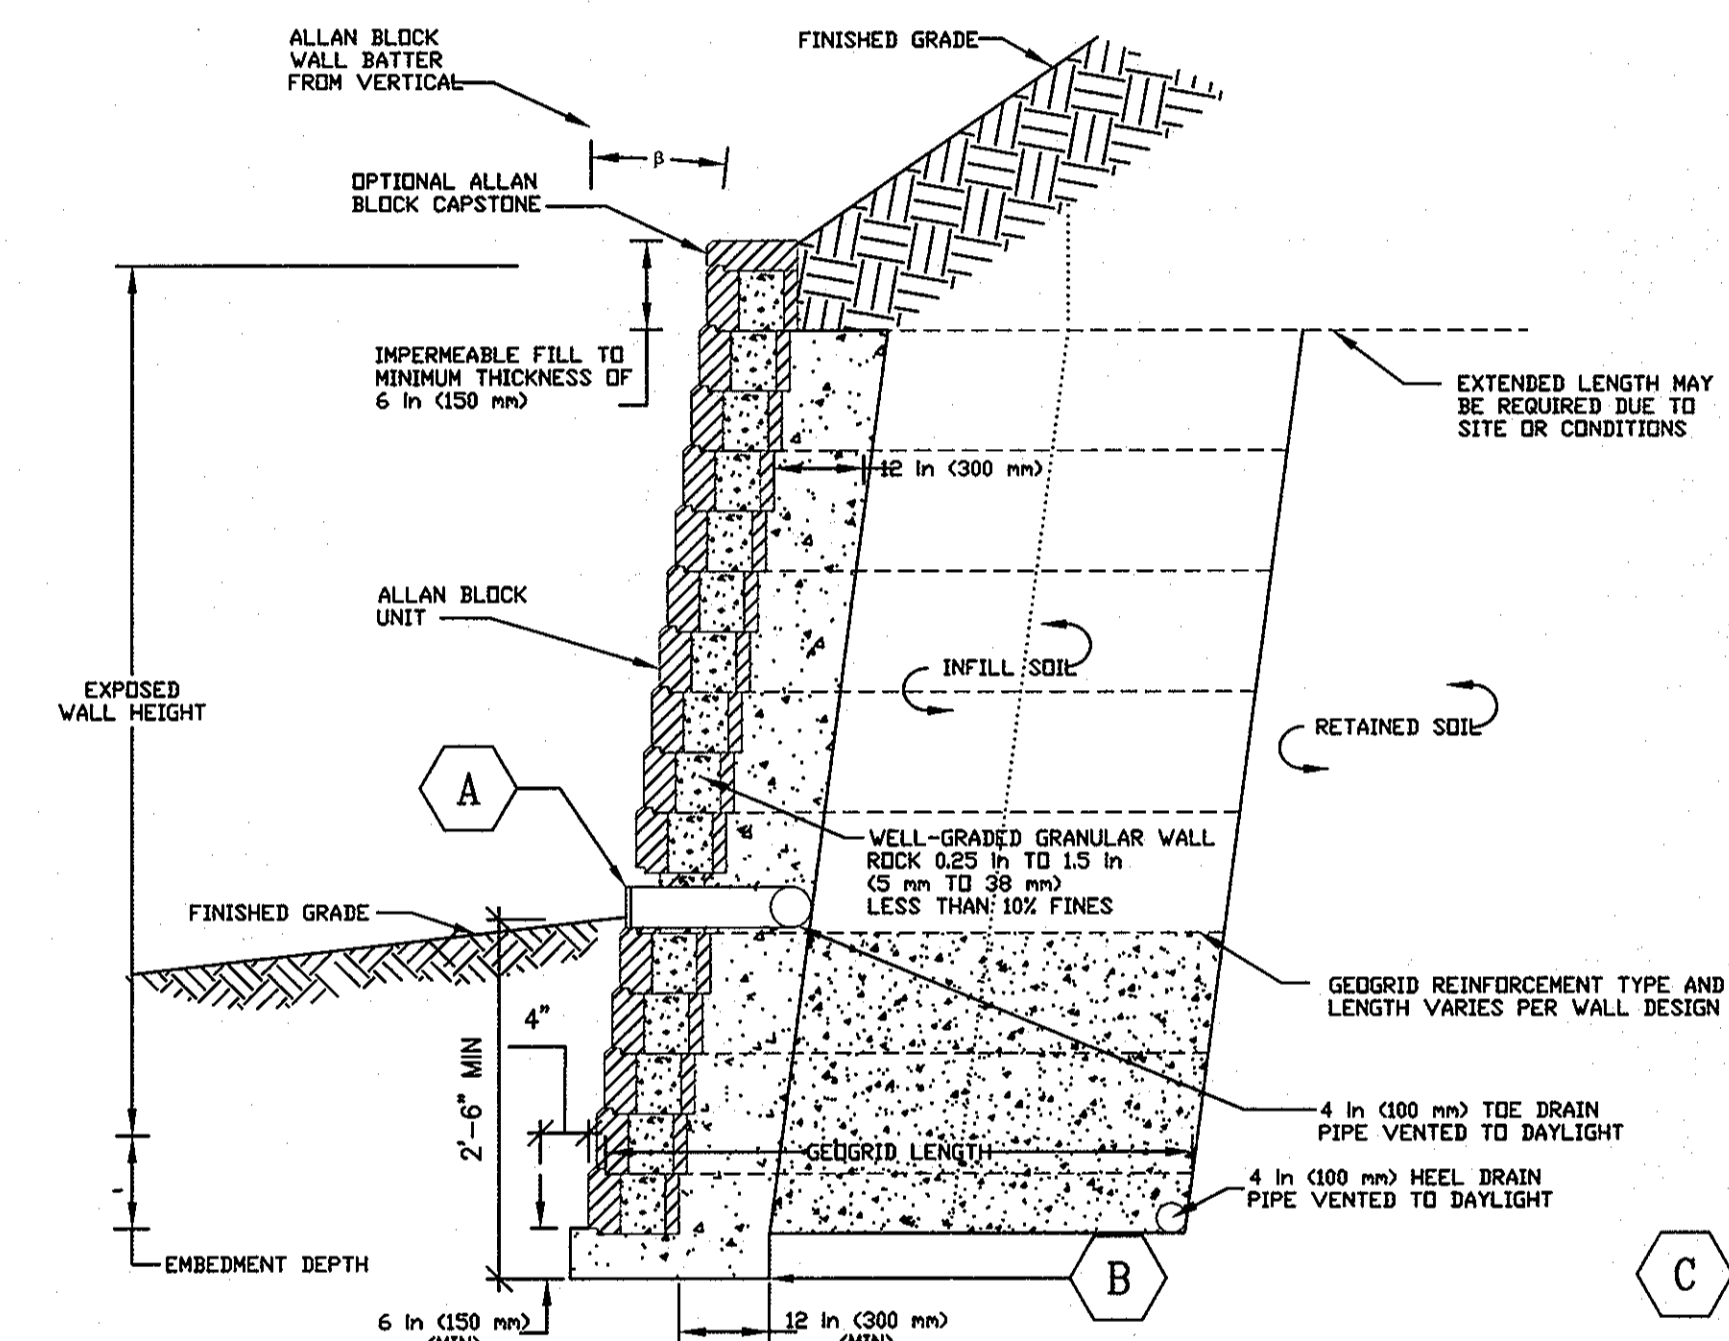 ALLAN BLOCK
WALL BATTER
FROM VERTICAL
FINISHED GRADE
β
OPTIONAL ALLAN
BLOCK CAPSTONE
IMPERMEABLE FILL TO
MINIMUM THICKNESS OF
6 in (150 mm)
EXTENDED LENGTH MAY
BE REQUIRED DUE TO
SITE OR CONDITIONS
12 in (300 mm)
ALLAN BLOCK
UNIT
INFILL SOIL
EXPOSED
WALL HEIGHT
RETAINED SOIL
A
WELL-GRADED GRANULAR WALL
ROCK 0.25 in TO 1.5 in
(5 mm TO 38 mm)
LESS THAN 10% FINES
FINISHED GRADE
GEOGRID REINFORCEMENT TYPE AND
LENGTH VARIES PER WALL DESIGN
4"
2'-6" MIN
4 in (100 mm) TOE DRAIN
PIPE VENTED TO DAYLIGHT
GEOGRID LENGTH
4 in (100 mm) HEEL DRAIN
PIPE VENTED TO DAYLIGHT
EMBEDMENT DEPTH
B
C
6 in (150 mm)
(MIN)
12 in (300 mm)
(MIN)